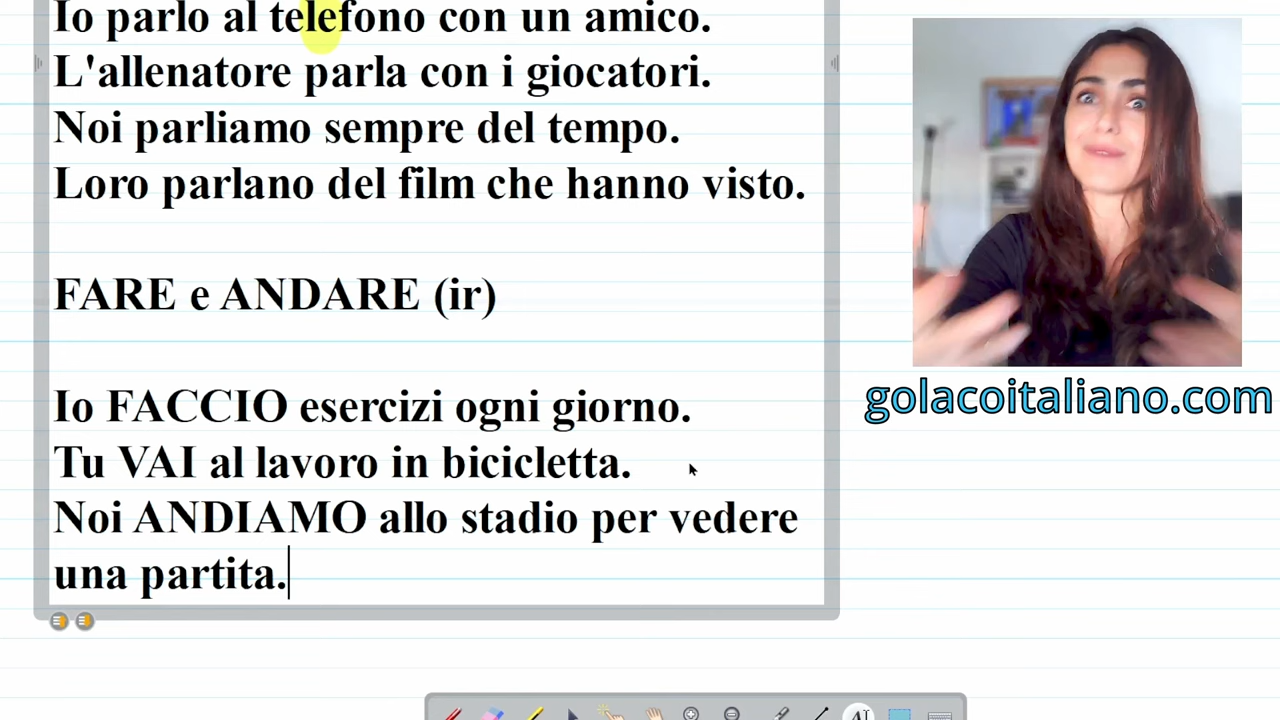 Io parlo al telefono con un amico.
L'allenatore parla con i giocatori.
Noi parliamo sempre del tempo.
Loro parlano del film che hanno visto.
FARE e ANDARE (ir)
golacoitaliano.com
Io FACCIO esercizi ogni giorno.
Tu VAI al lavoro in bicicletta.
Noi ANDIAMO allo stadio per vedere
una partita.